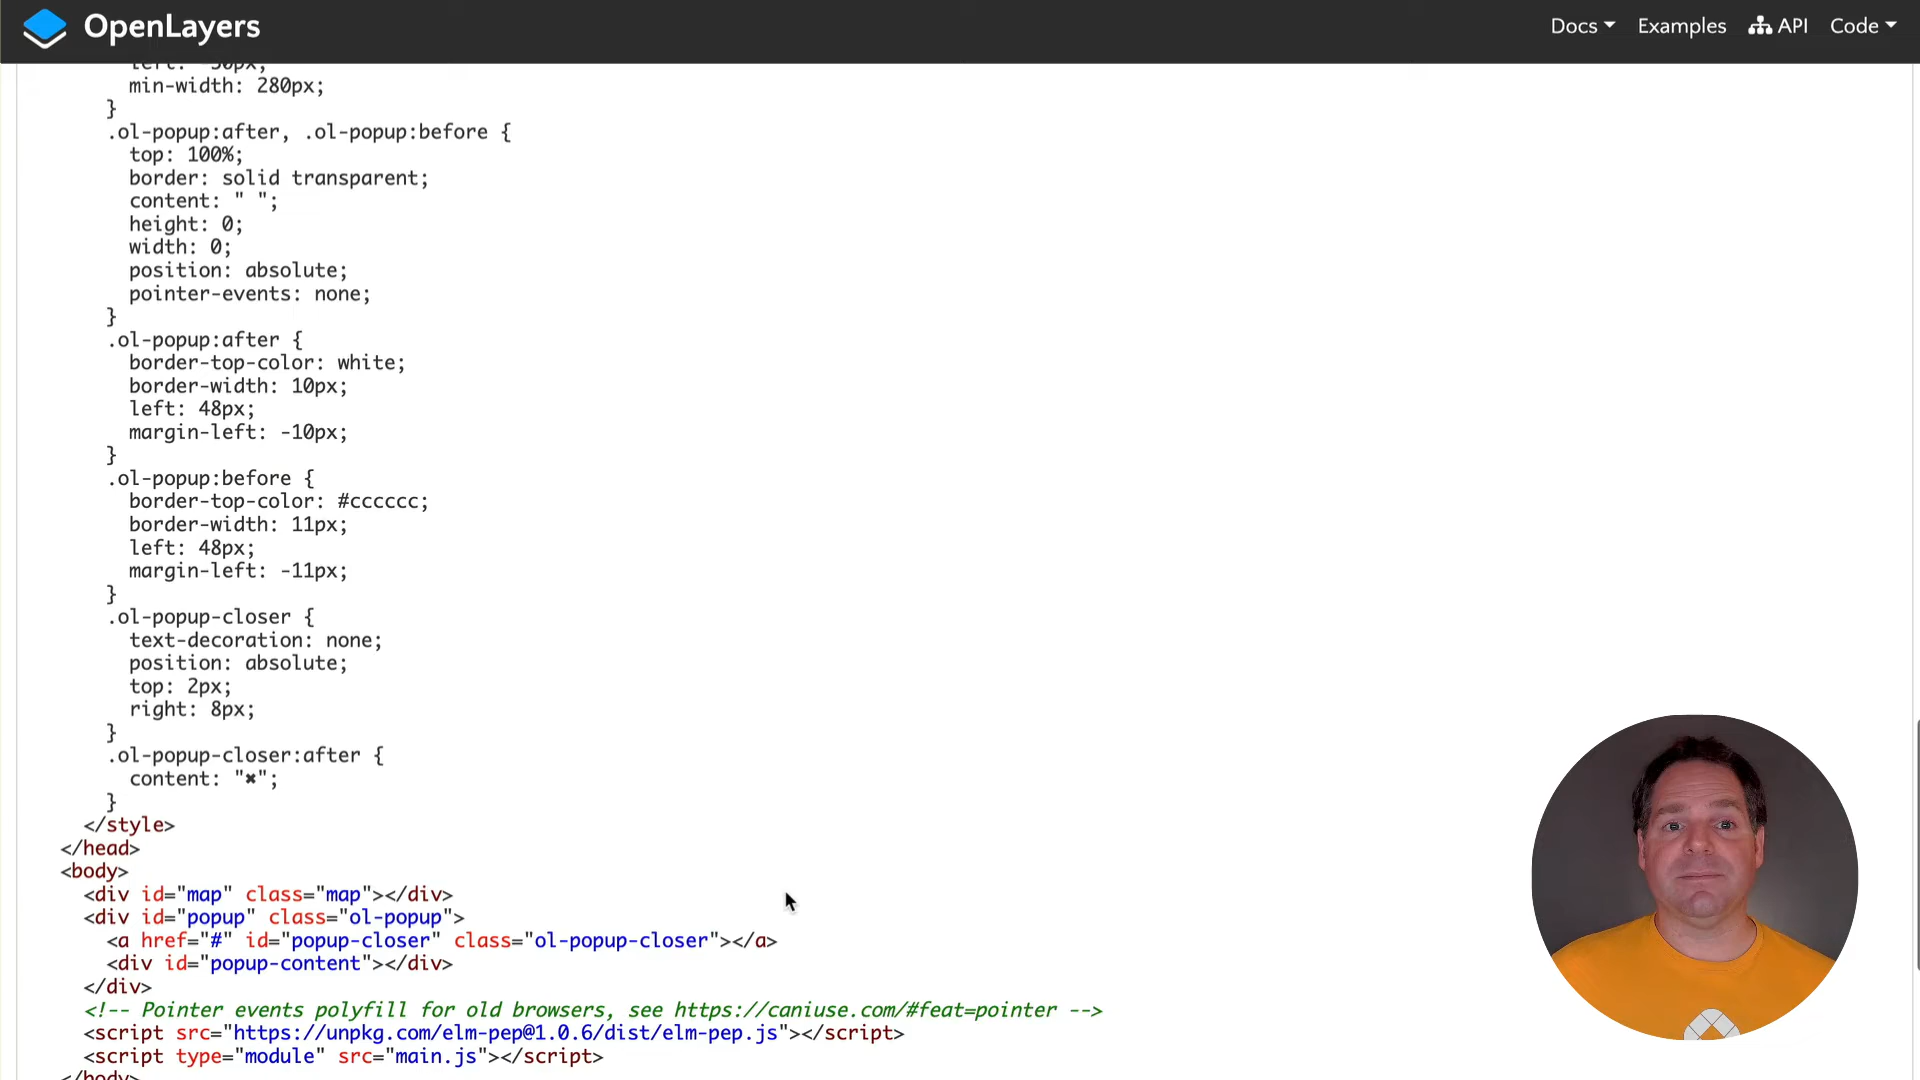 OpenLayers
Docs
Examples
API
Code
left: -50px;
min-width: 280px;
}
.ol-popup:after, .ol-popup:before {
top: 100%;
border: solid transparent;
content: " ";
height: 0;
width: 0;
position: absolute;
pointer-events: none;
}
.ol-popup:after {
border-top-color: white;
border-width: 10px;
left: 48px;
margin-left: -10px;
}
.ol-popup:before {
border-top-color: #cccccc;
border-width: 11px;
left: 48px;
margin-left: -11px;
}
.ol-popup-closer {
text-decoration: none;
position: absolute;
top: 2px;
right: 8px;
}
.ol-popup-closer:after {
content: "✖";
}
</style>
</head>
<body>
<div id="map" class="map"></div>
<div id="popup" class="ol-popup">
<a href="#" id="popup-closer" class="ol-popup-closer"></a>
<div id="popup-content"></div>
</div>
<!-- Pointer events polyfill for old browsers, see https://caniuse.com/#feat=pointer -->
<script src="https://unpkg.com/elm-pep@1.0.6/dist/elm-pep.js"></script>
<script type="module" src="main.js"></script>
</body>